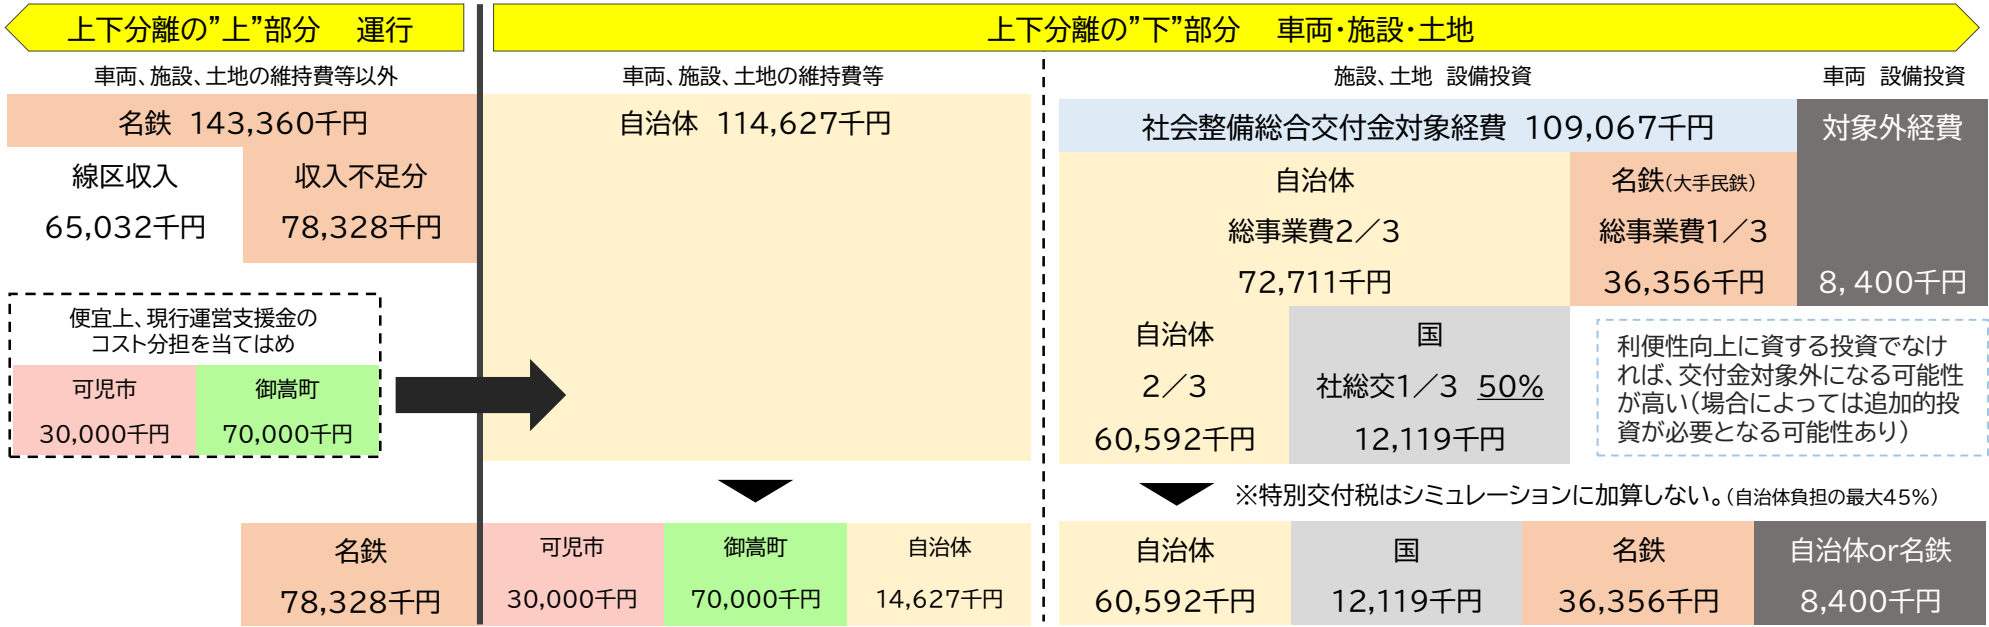 上下分離の”上”部分　運行
上下分離の”下”部分　車両・施設・土地
車両、施設、土地の維持費等以外
車両、施設、土地の維持費等
施設、土地　設備投資
車両　設備投資
名鉄　143,360千円
自治体　114,627千円
社会整備総合交付金対象経費　109,067千円
対象外経費
線区収入
65,032千円
収入不足分
78,328千円
自治体
総事業費2／3
72,711千円
名鉄（大手民鉄）
総事業費1／3
36,356千円
8,400千円
便宜上、現行運営支援金の
コスト分担を当てはめ
可児市
30,000千円
御嵩町
70,000千円
自治体
2／3
60,592千円
国
社総交1／3　50%
12,119千円
利便性向上に資する投資でなけ
れば、交付金対象外になる可能性
が高い（場合によっては追加的投
資が必要となる可能性あり）
※特別交付税はシミュレーションに加算しない。（自治体負担の最大45%）
名鉄
78,328千円
可児市
30,000千円
御嵩町
70,000千円
自治体
14,627千円
自治体
60,592千円
国
12,119千円
名鉄
36,356千円
自治体or名鉄
8,400千円